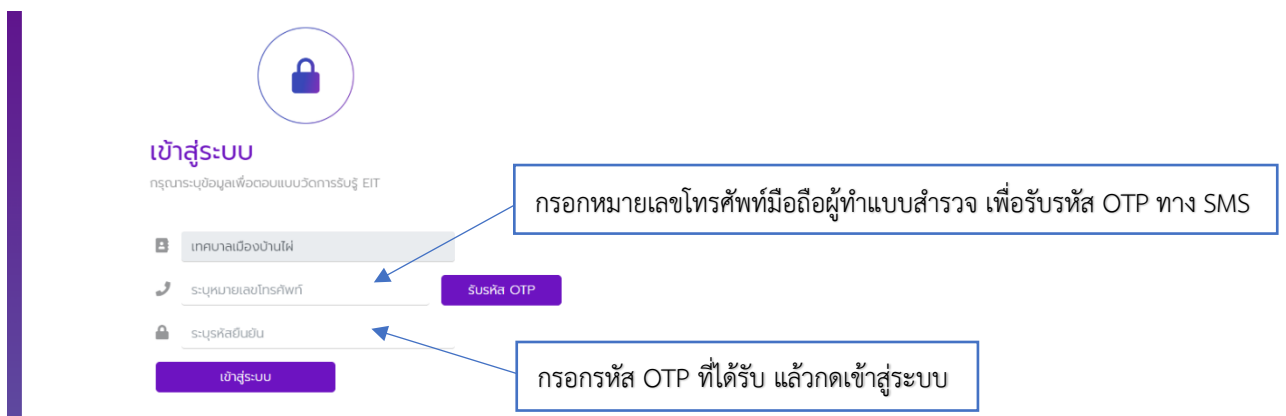 เข้าสู่ระบบ
กรุณาระบุข้อมูลเพื่อตอบแบบวัดการรับรู้ EIT
กรอกหมายเลขโทรศัพท์มือถือผู้ทำแบบสำรวจ เพื่อรับรหัส OTP ทาง SMS
เทศบาลเมืองบ้านไผ่
ระบุหมายเลขโทรศัพท์
รับรหัส OTP
ระบุรหัสยืนยัน
เข้าสู่ระบบ
กรอกรหัส OTP ที่ได้รับ แล้วกดเข้าสู่ระบบ